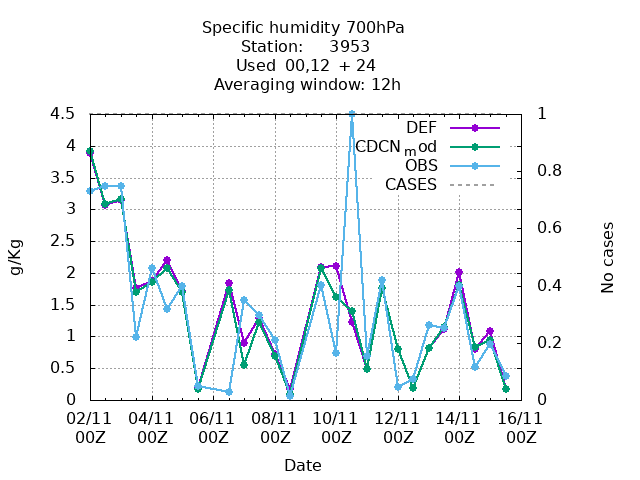 Specific humidity 700hPa
Station: 3953
Used 00,12 + 24
Averaging window: 12h
4.5
4
3.5
3
2.5
2
1.5
1
0.5
0
g/Kg
1
0.8
0.6
0.4
0.2
0
No cases
DEF
CDCNmod
OBS
CASES
02/11 04/11 06/11 08/11 10/11 12/11 14/11 16/11
00Z 00Z 00Z 00Z 00Z 00Z 00Z 00Z
Date